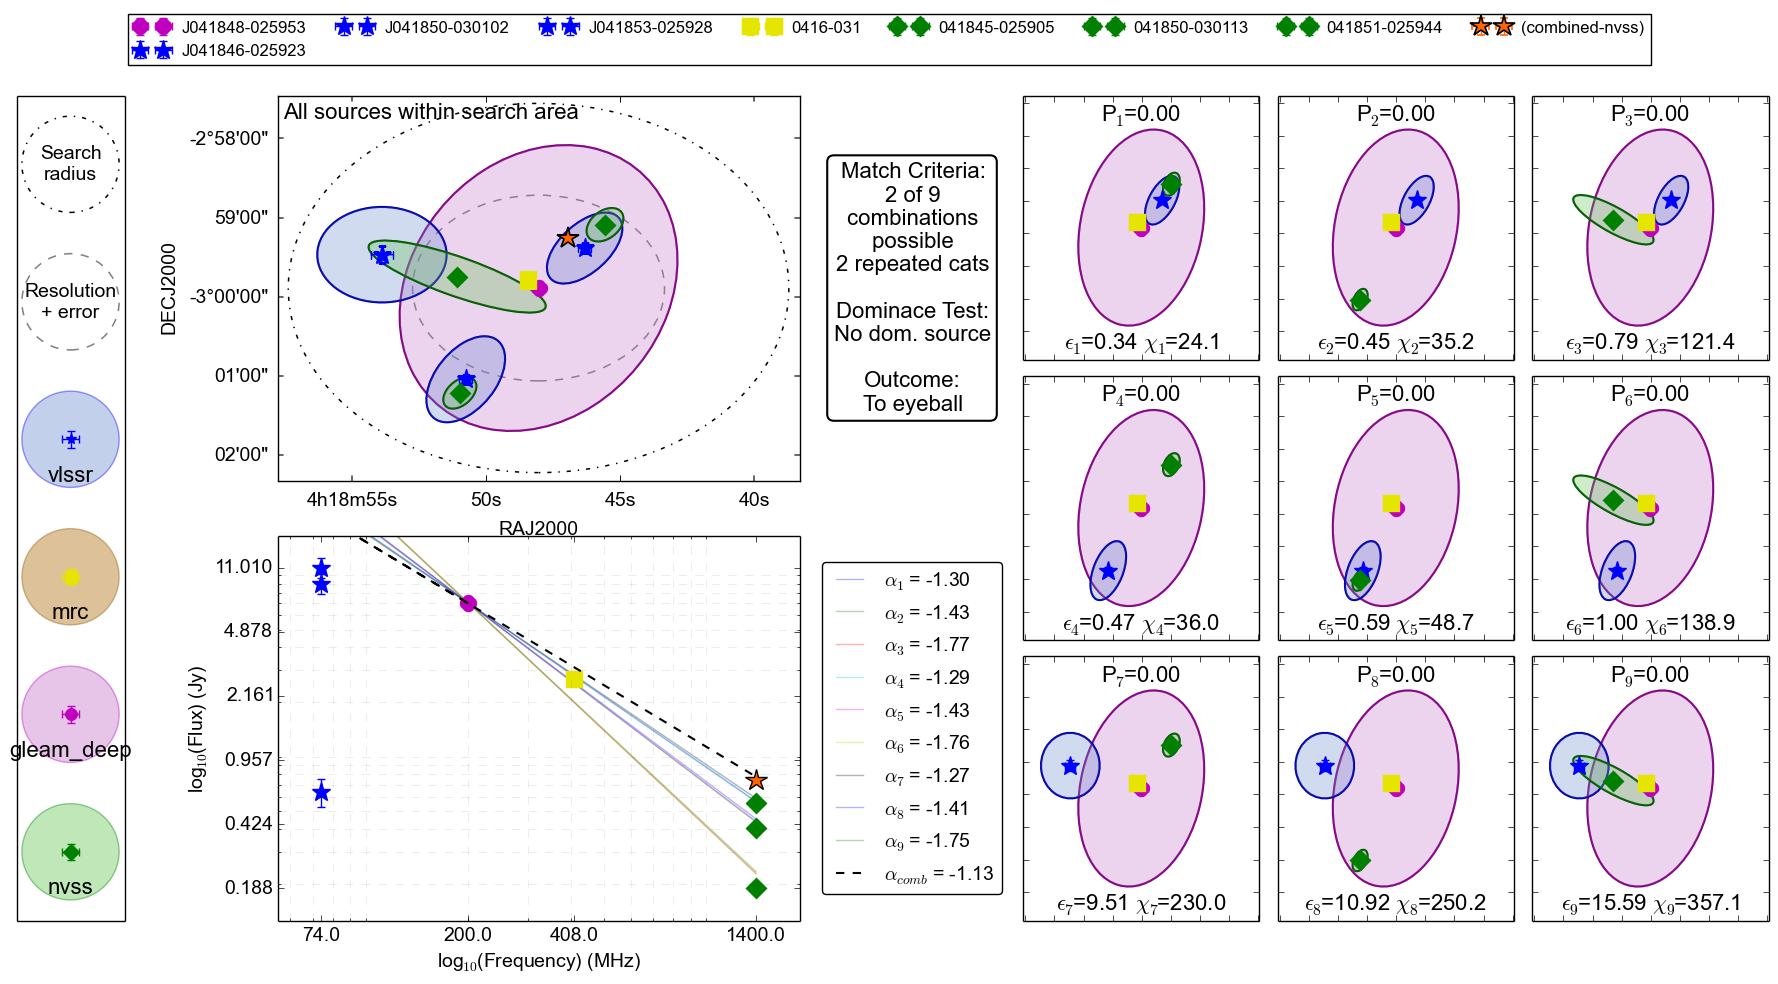 J041848-025953 J041850-030102 J041853-025928 0416-031 041845-025905 041850-030113 041851-025944 (combined-nvss)
J041846-025923
Search
radius
Resolution
+ error
vlssr
mrc
gleam_deep
nvss
All sources within search area
DECJ2000
-2°58'00"
59'00"
-3°00'00"
01'00"
02'00"
4h18m55s 50s 45s 40s
RAJ2000
Match Criteria:
2 of 9
combinations
possible
2 repeated cats
Dominace Test:
No dom. source
Outcome:
To eyeball
log₁₀(Flux) (Jy)
11.010
4.878
2.161
0.957
0.424
0.188
74.0 200.0 408.0 1400.0
log₁₀(Frequency) (MHz)
α₁ = -1.30
α₂ = -1.43
α₃ = -1.77
α₄ = -1.29
α₅ = -1.43
α₆ = -1.76
α₇ = -1.27
α₈ = -1.41
α₉ = -1.75
α_comb = -1.13
P₁=0.00
ϵ₁=0.34 χ₁=24.1
P₂=0.00
ϵ₂=0.45 χ₂=35.2
P₃=0.00
ϵ₃=0.79 χ₃=121.4
P₄=0.00
ϵ₄=0.47 χ₄=36.0
P₅=0.00
ϵ₅=0.59 χ₅=48.7
P₆=0.00
ϵ₆=1.00 χ₆=138.9
P₇=0.00
ϵ₇=9.51 χ₇=230.0
P₈=0.00
ϵ₈=10.92 χ₈=250.2
P₉=0.00
ϵ₉=15.59 χ₉=357.1